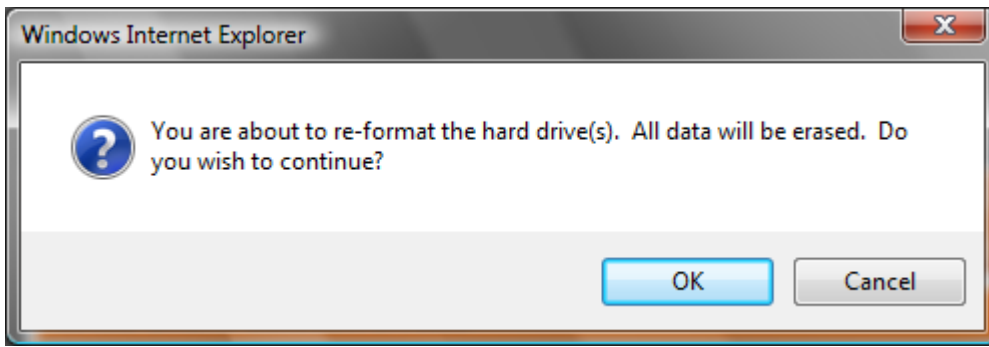 Windows Internet Explorer
You are about to re-format the hard drive(s).  All data will be erased.  Do
you wish to continue?
OK
Cancel